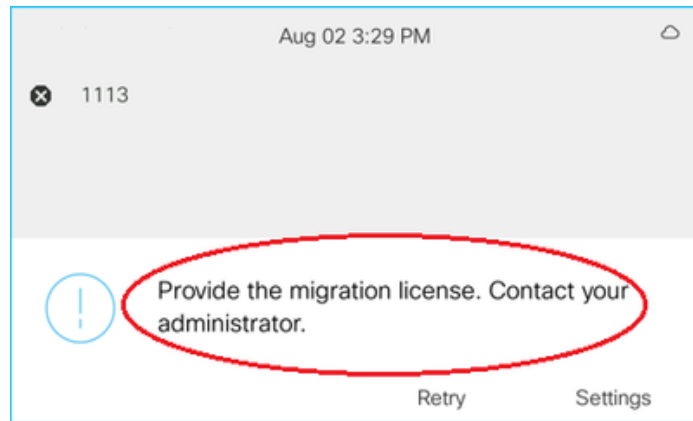 Aug 02 3:29 PM
1113
Provide the migration license. Contact your
administrator.
Retry Settings